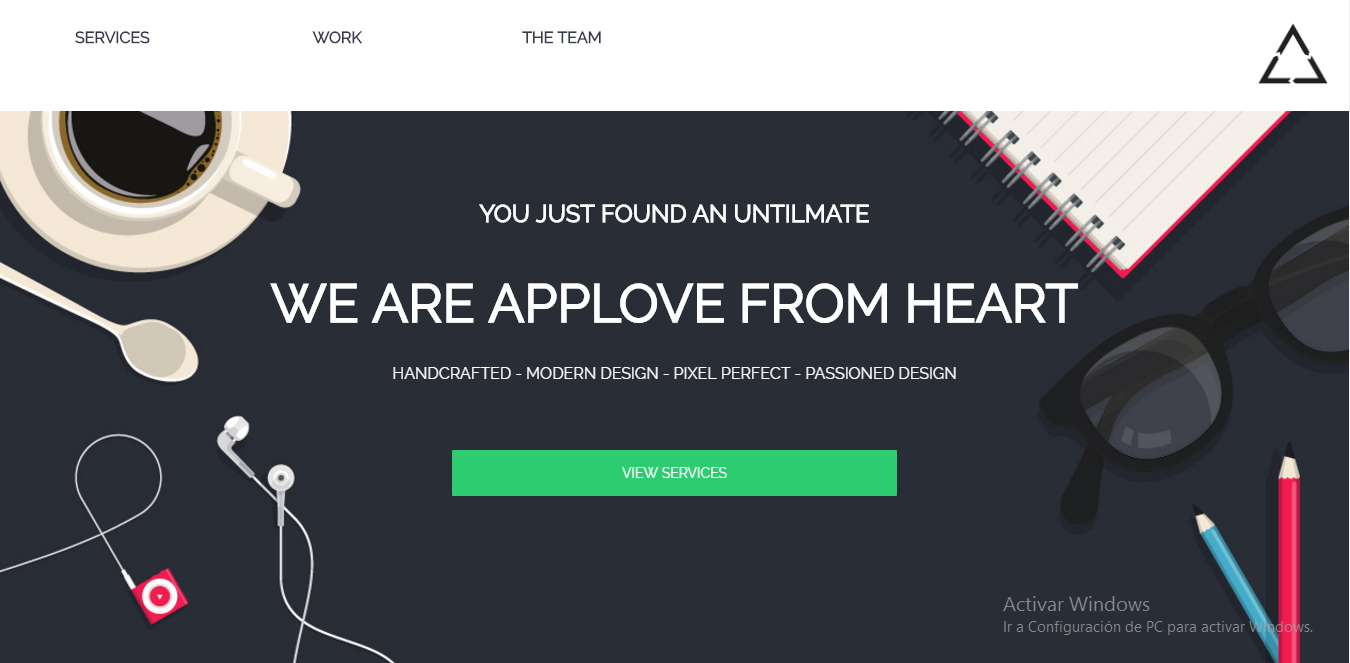 SERVICES WORK THE TEAM
YOU JUST FOUND AN UNTILMATE
WE ARE APPLOVE FROM HEART
HANDCRAFTED - MODERN DESIGN - PIXEL PERFECT - PASSIONED DESIGN
VIEW SERVICES
Activar Windows
Ir a Configuración de PC para activar Windows.